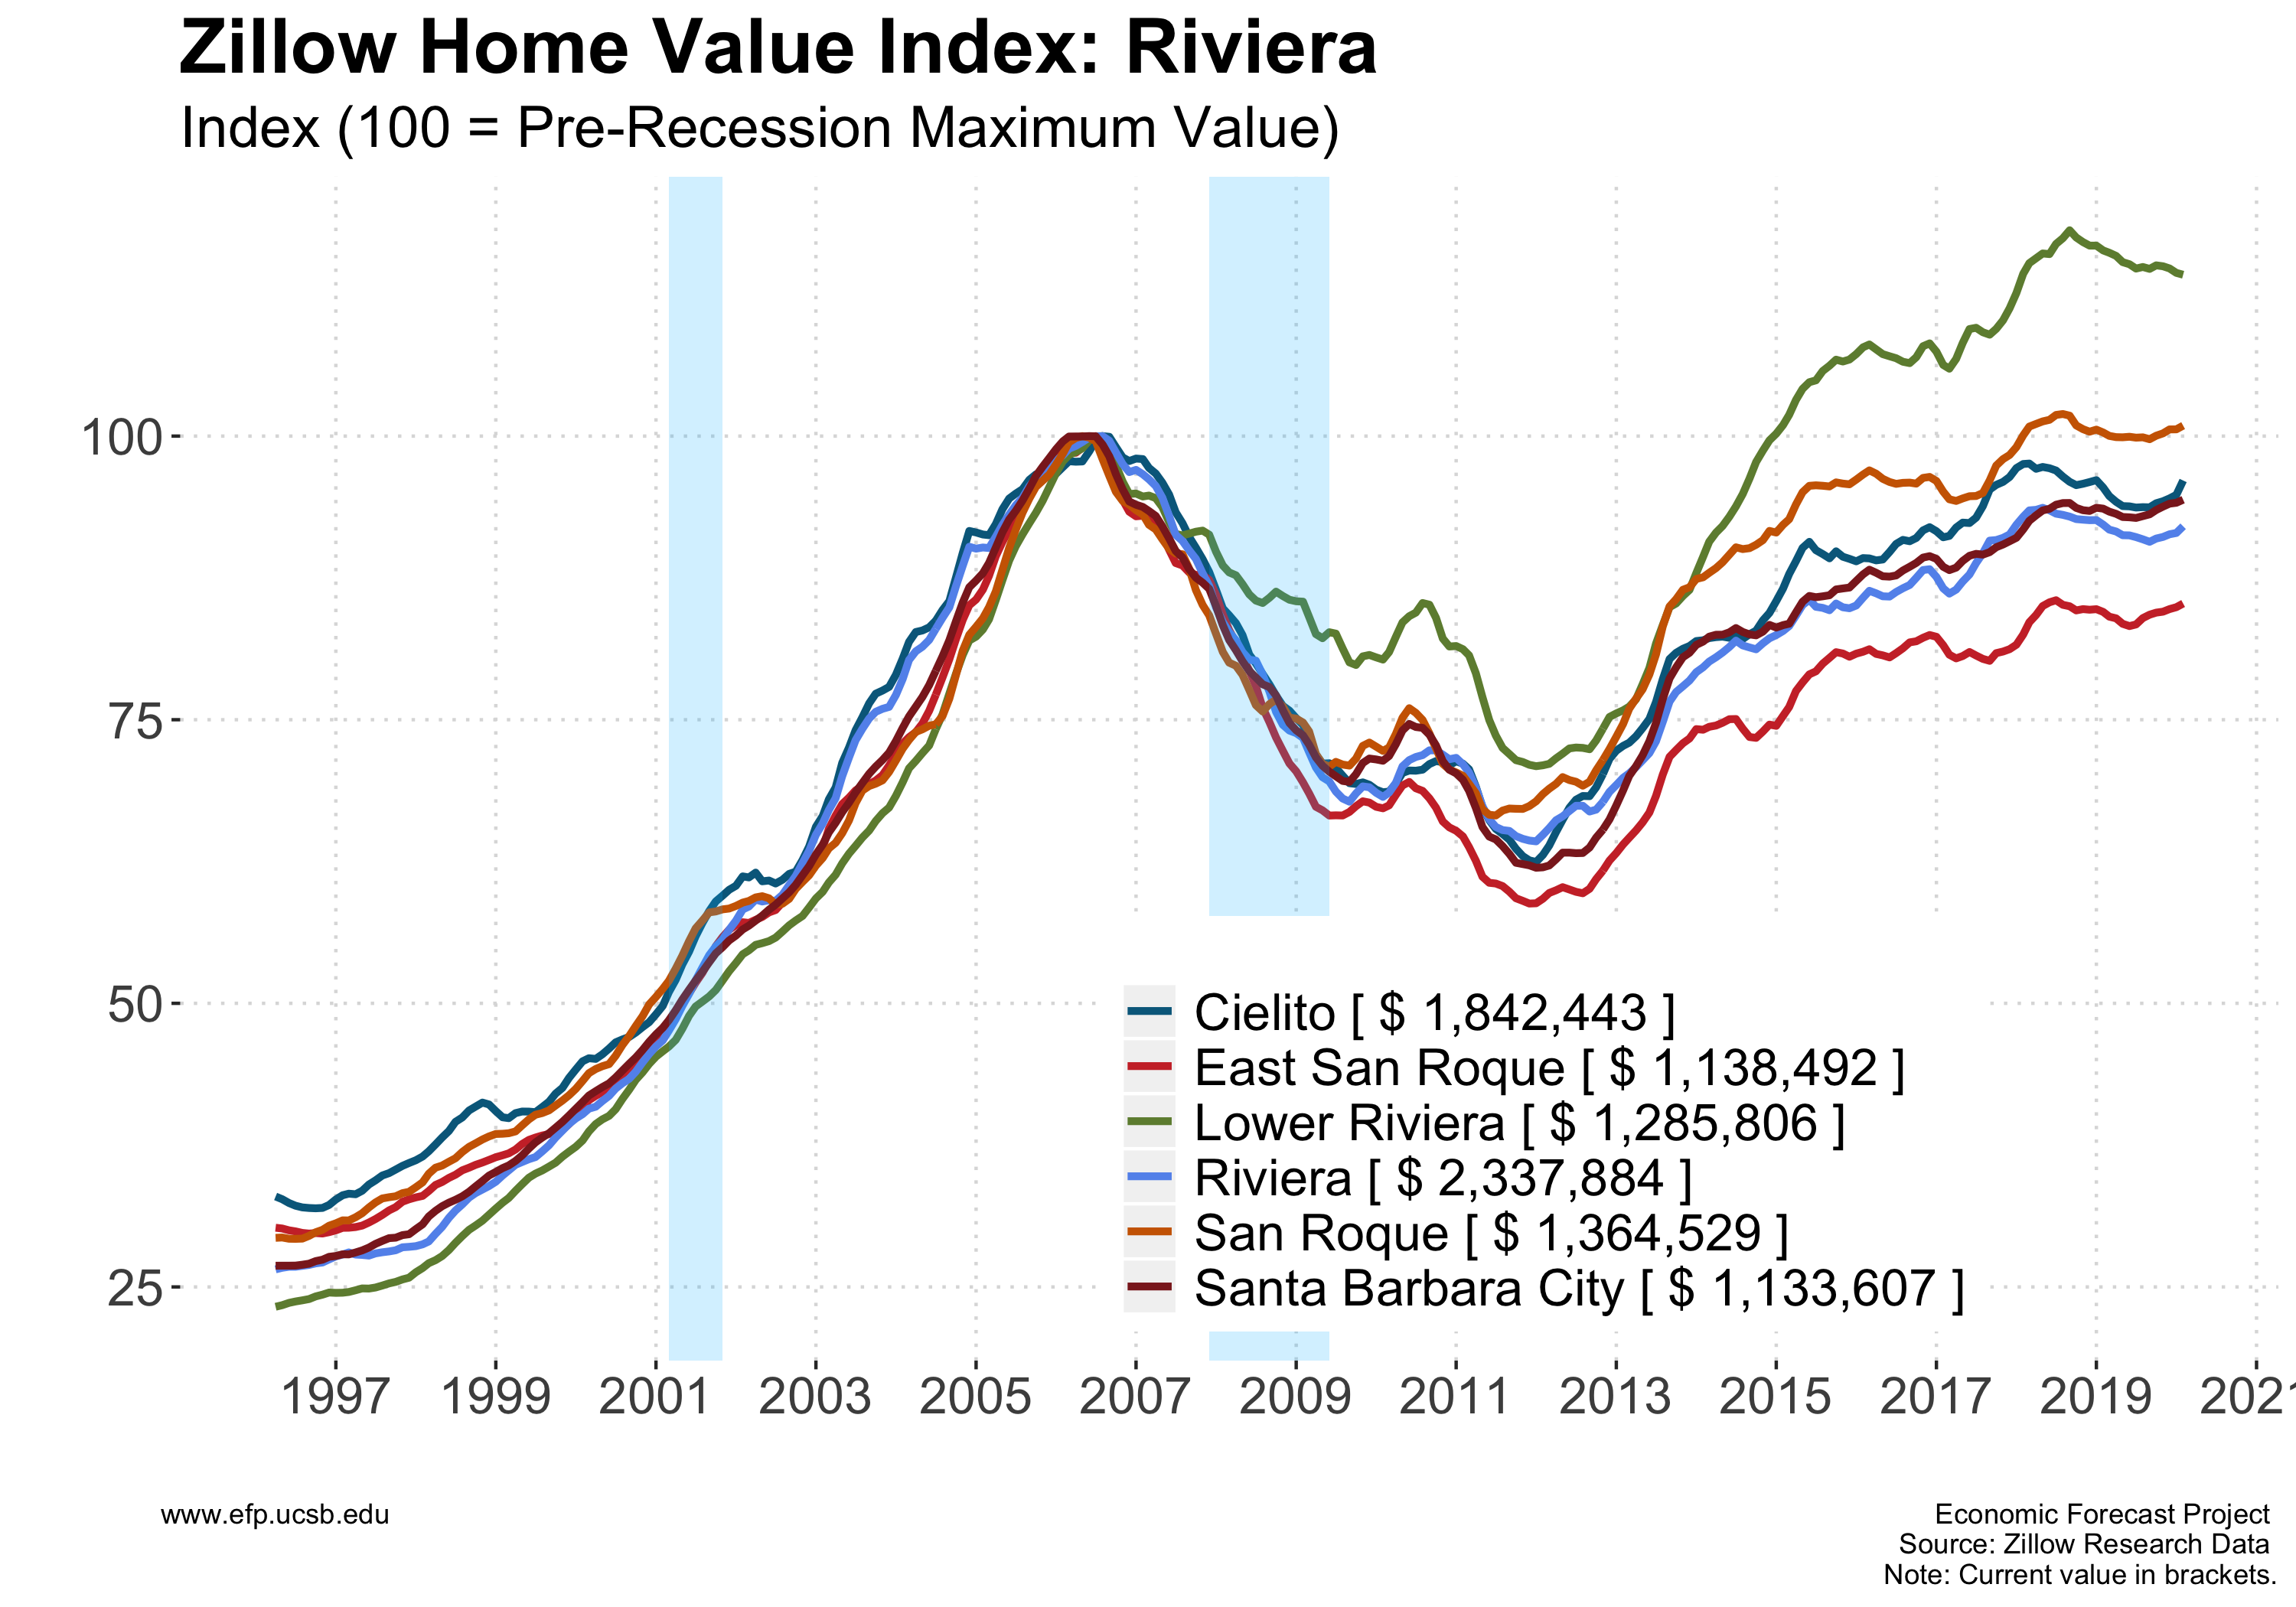 Zillow Home Value Index: Riviera
Index (100 = Pre-Recession Maximum Value)
100
75
50
25
Cielito [ $ 1,842,443 ]
East San Roque [ $ 1,138,492 ]
Lower Riviera [ $ 1,285,806 ]
Riviera [ $ 2,337,884 ]
San Roque [ $ 1,364,529 ]
Santa Barbara City [ $ 1,133,607 ]
1997 1999 2001 2003 2005 2007 2009 2011 2013 2015 2017 2019 2021
www.efp.ucsb.edu
Economic Forecast Project
Source: Zillow Research Data
Note: Current value in brackets.